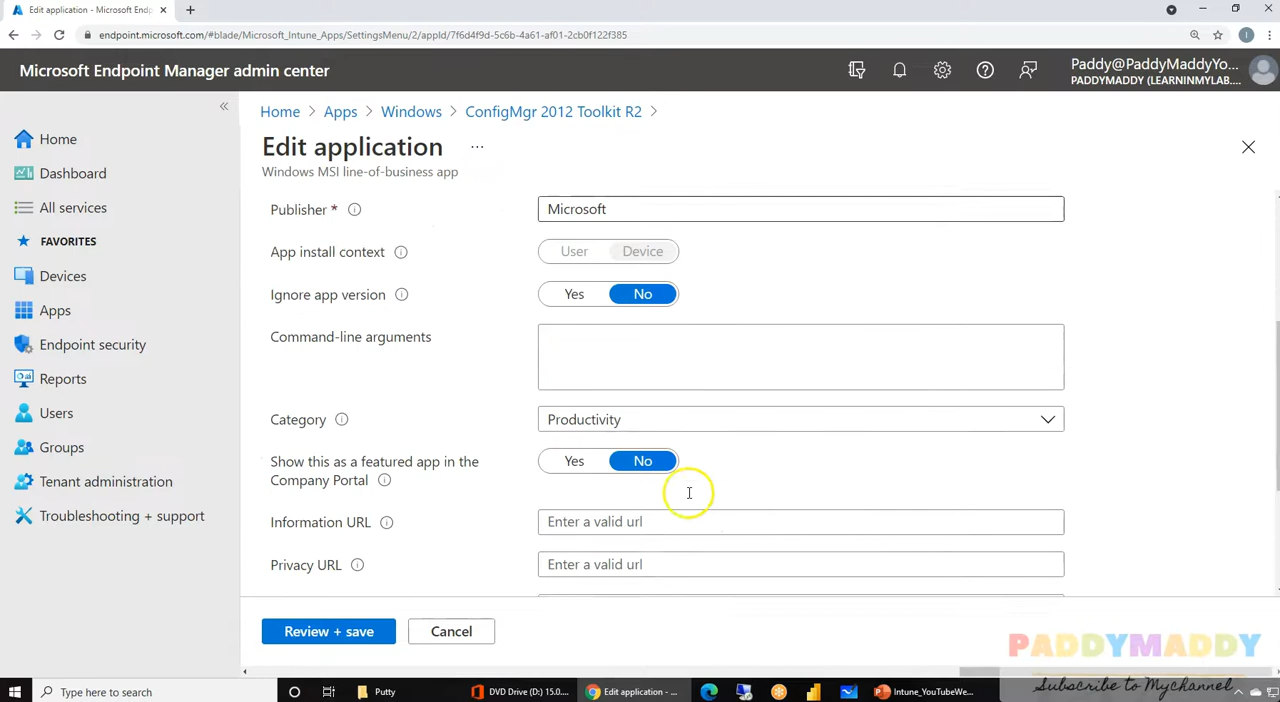 Edit application - Microsoft Endp
endpoint.microsoft.com/#blade/Microsoft_Intune_Apps/SettingsMenu/2/appId/7f6d4f9d-5c6b-4a61-af01-2cb0f122f385
Microsoft Endpoint Manager admin center
Paddy@PaddyMaddyYo...
PADDYMADDY (LEARNINMYLAB....
Home > Apps > Windows > ConfigMgr 2012 Toolkit R2 >
Edit application ...
Windows MSI line-of-business app
Home
Dashboard
All services
FAVORITES
Devices
Apps
Endpoint security
Reports
Users
Groups
Tenant administration
Troubleshooting + support
Publisher * Microsoft
App install context User Device
Ignore app version Yes No
Command-line arguments
Category Productivity
Show this as a featured app in the Yes No
Company Portal
Information URL Enter a valid url
Privacy URL Enter a valid url
Review + save Cancel
PADDYMADDY
Subscribe to Mychannel
Type here to search
Putty
DVD Drive (D:) 15.0....
Edit application - ...
Intune_YouTubeWe...